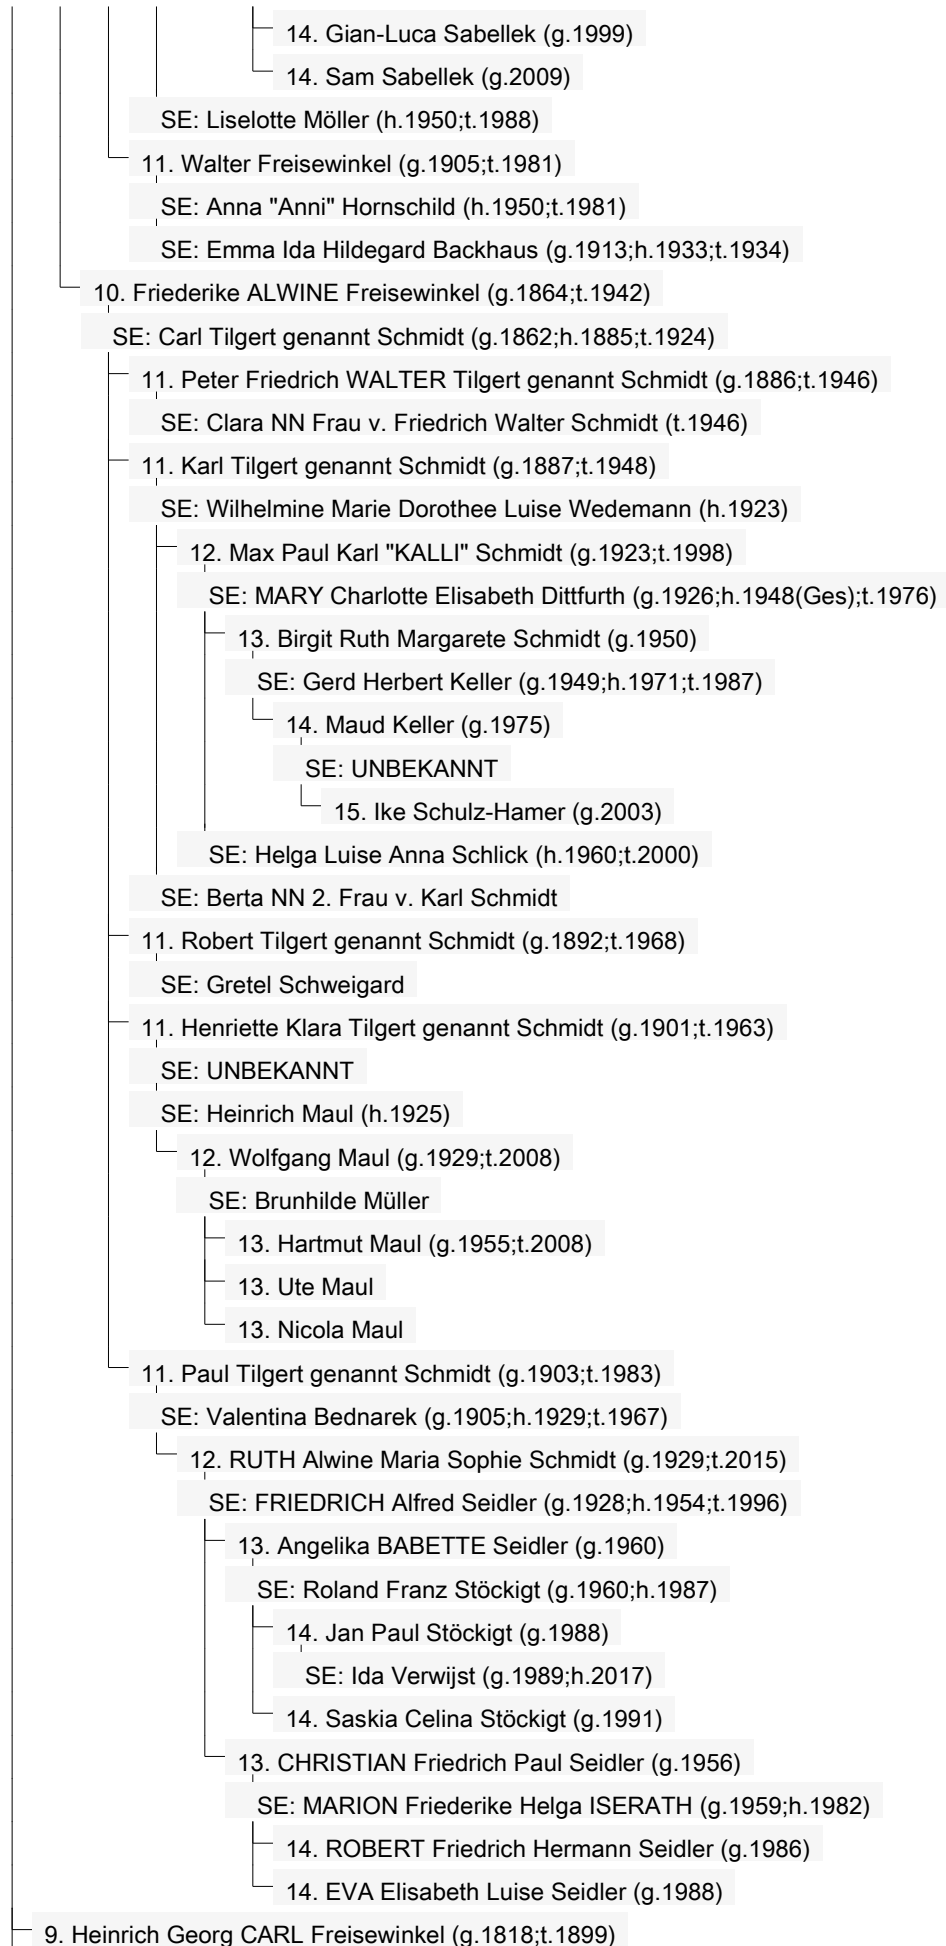 14. Gian-Luca Sabellek (g.1999)
14. Sam Sabellek (g.2009)
SE: Liselotte Möller (h.1950;t.1988)
11. Walter Freisewinkel (g.1905;t.1981)
SE: Anna "Anni" Hornschild (h.1950;t.1981)
SE: Emma Ida Hildegard Backhaus (g.1913;h.1933;t.1934)
10. Friederike ALWINE Freisewinkel (g.1864;t.1942)
SE: Carl Tilgert genannt Schmidt (g.1862;h.1885;t.1924)
11. Peter Friedrich WALTER Tilgert genannt Schmidt (g.1886;t.1946)
SE: Clara NN Frau v. Friedrich Walter Schmidt (t.1946)
11. Karl Tilgert genannt Schmidt (g.1887;t.1948)
SE: Wilhelmine Marie Dorothee Luise Wedemann (h.1923)
12. Max Paul Karl "KALLI" Schmidt (g.1923;t.1998)
SE: MARY Charlotte Elisabeth Dittfurth (g.1926;h.1948(Ges);t.1976)
13. Birgit Ruth Margarete Schmidt (g.1950)
SE: Gerd Herbert Keller (g.1949;h.1971;t.1987)
14. Maud Keller (g.1975)
SE: UNBEKANNT
15. Ike Schulz-Hamer (g.2003)
SE: Helga Luise Anna Schlick (h.1960;t.2000)
SE: Berta NN 2. Frau v. Karl Schmidt
11. Robert Tilgert genannt Schmidt (g.1892;t.1968)
SE: Gretel Schweigard
11. Henriette Klara Tilgert genannt Schmidt (g.1901;t.1963)
SE: UNBEKANNT
SE: Heinrich Maul (h.1925)
12. Wolfgang Maul (g.1929;t.2008)
SE: Brunhilde Müller
13. Hartmut Maul (g.1955;t.2008)
13. Ute Maul
13. Nicola Maul
11. Paul Tilgert genannt Schmidt (g.1903;t.1983)
SE: Valentina Bednarek (g.1905;h.1929;t.1967)
12. RUTH Alwine Maria Sophie Schmidt (g.1929;t.2015)
SE: FRIEDRICH Alfred Seidler (g.1928;h.1954;t.1996)
13. Angelika BABETTE Seidler (g.1960)
SE: Roland Franz Stöckigt (g.1960;h.1987)
14. Jan Paul Stöckigt (g.1988)
SE: Ida Verwijst (g.1989;h.2017)
14. Saskia Celina Stöckigt (g.1991)
13. CHRISTIAN Friedrich Paul Seidler (g.1956)
SE: MARION Friederike Helga ISERATH (g.1959;h.1982)
14. ROBERT Friedrich Hermann Seidler (g.1986)
14. EVA Elisabeth Luise Seidler (g.1988)
9. Heinrich Georg CARL Freisewinkel (g.1818;t.1899)